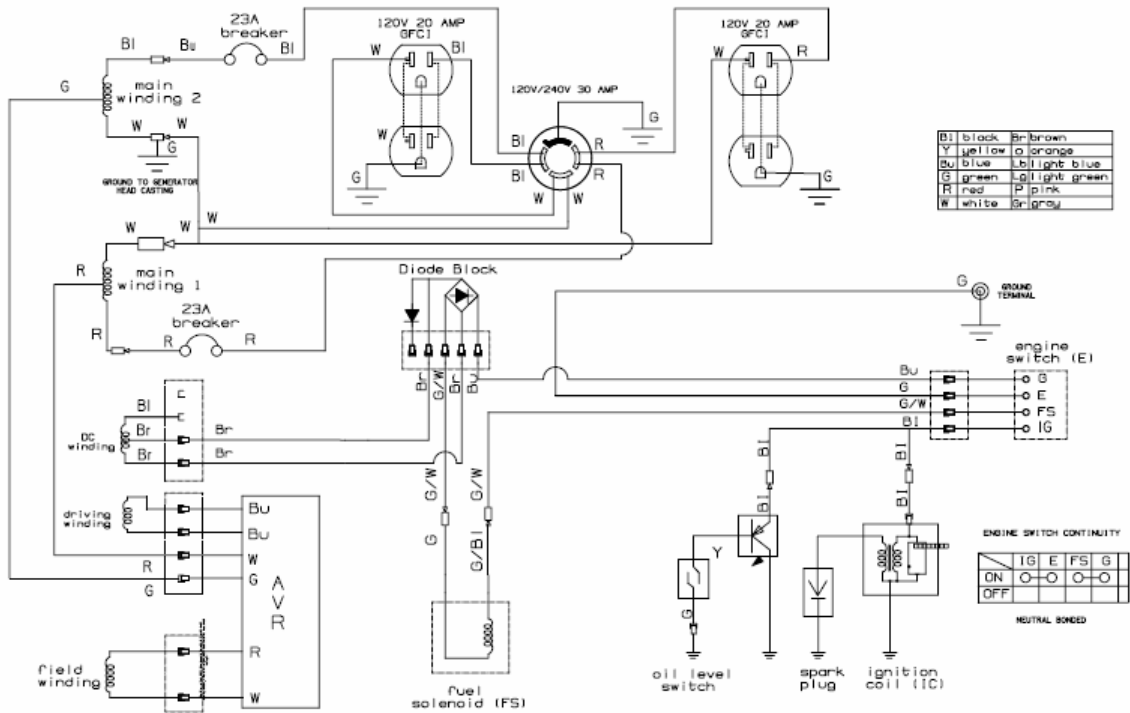 23A
breaker
Bl
Bu
Bl
120V 20 AMP
GFCI
W
Bl
120V 20 AMP
GFCI
W
R
G
main
winding 2
120V/240V 30 AMP
G
W
W
G
GROUND TO GENERATOR
HEAD CASTING
W
G
Bl
R
Bl
R
W
W
G
Bl black Br brown
Y yellow O orange
Bu blue Lb light blue
G green Lg light green
R red P pink
W white Gr gray
W
W
W
W
W
R
main
winding 1
23A
breaker
R
R
R
Diode Block
G
GROUND
TERMINAL
engine
switch (E)
Br
G/W
Br
Bu
Bu
G
G
E
G/W
FS
Bl
IG
Bl
DC
winding
Br
Br
Br
Br
G/W
G/W
Bl
Bl
Bl
Bl
driving
winding
Bu
Bu
W
R
G
G
AVR
G
G/Bl
Y
G
ENGINE SWITCH CONTINUITY
IG E FS G
ON
OFF
NEUTRAL BONDED
field
winding
R
W
fuel
solenoid (FS)
oil level
switch
spark
plug
ignition
coil (IC)